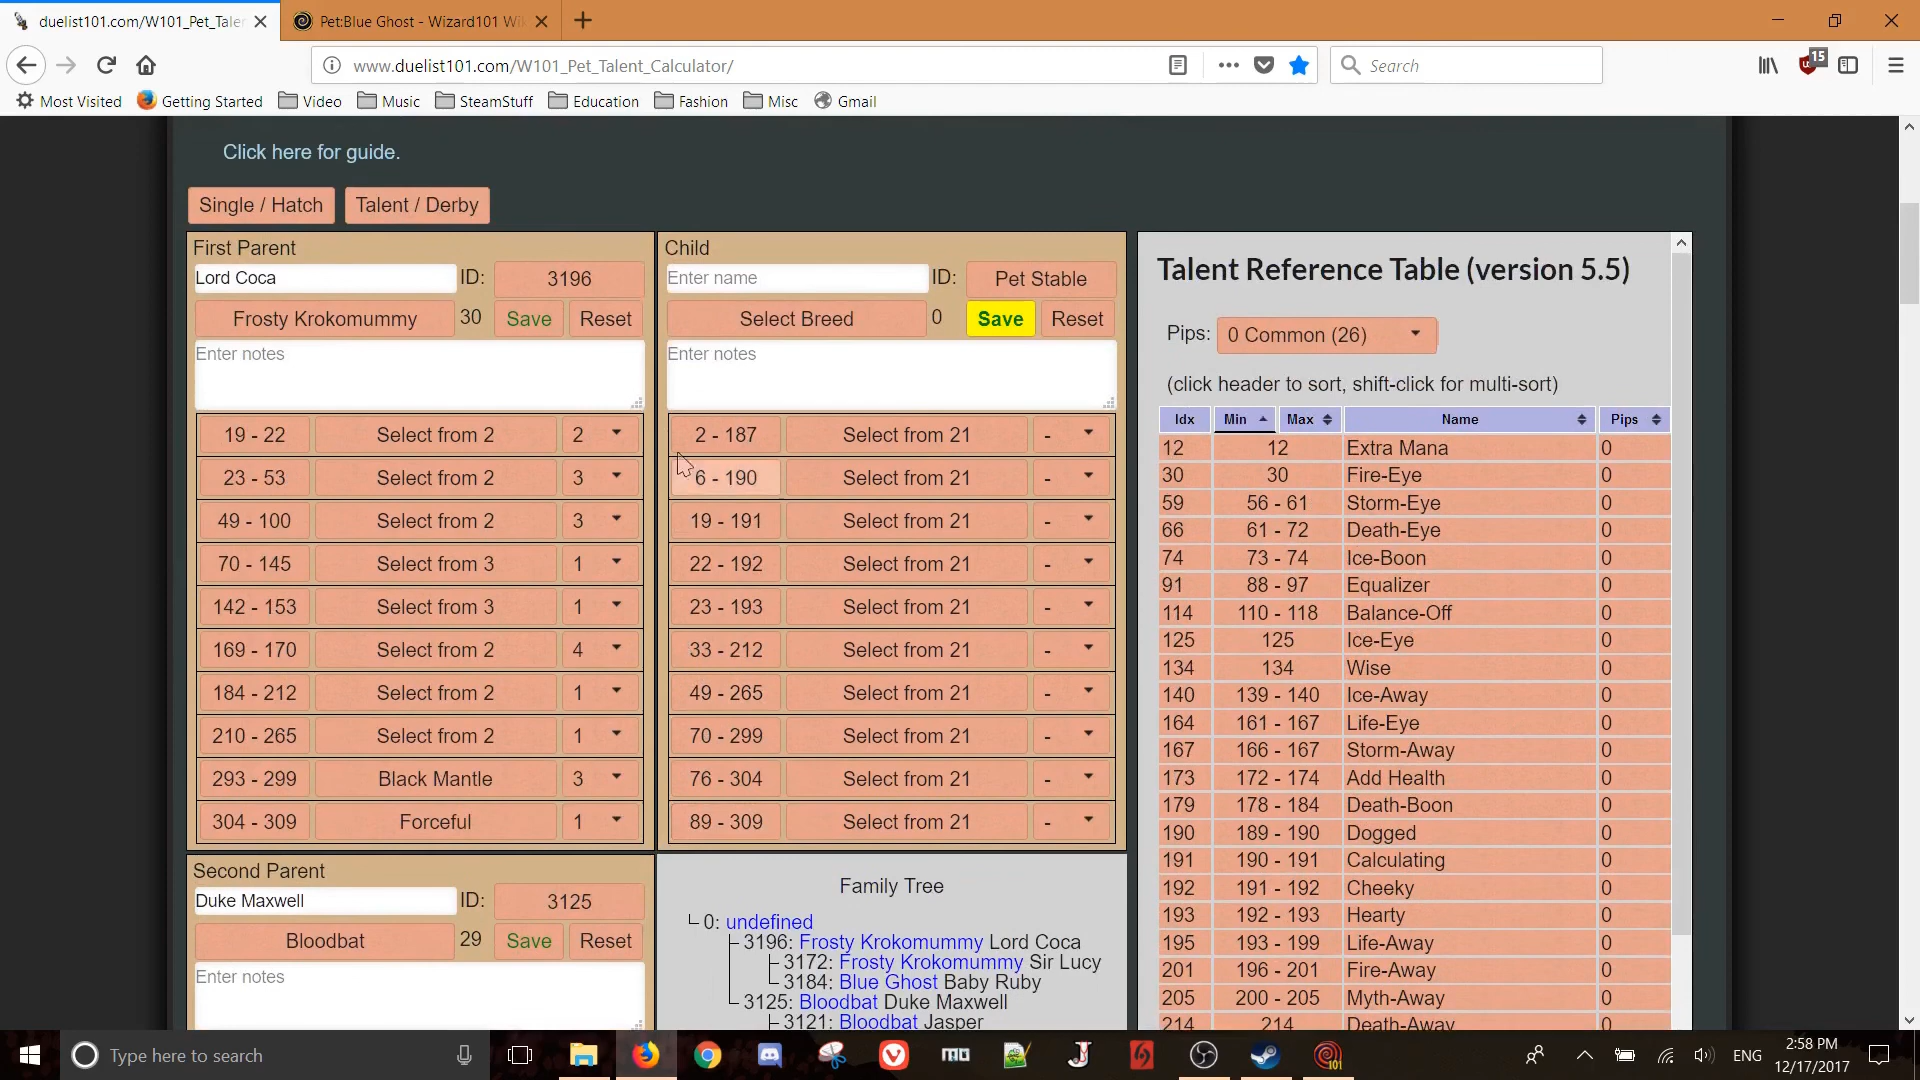 duelist101.com/W101_Pet_Tale
Pet:Blue Ghost - Wizard101 Wi
www.duelist101.com/W101_Pet_Talent_Calculator/
Search
15
Most Visited
Getting Started
Video
Music
SteamStuff
Education
Fashion
Misc
Gmail
Click here for guide.
Single / Hatch
Talent / Derby
First Parent
Lord Coca
ID:
3196
Frosty Krokomummy
30
Save
Reset
Enter notes
19 - 22 Select from 2 2
23 - 53 Select from 2 3
49 - 100 Select from 2 3
70 - 145 Select from 3 1
142 - 153 Select from 3 1
169 - 170 Select from 2 4
184 - 212 Select from 2 1
210 - 265 Select from 2 1
293 - 299 Black Mantle 3
304 - 309 Forceful 1
Child
Enter name
ID:
Pet Stable
Select Breed
0
Save
Reset
Enter notes
2 - 187 Select from 21 -
6 - 190 Select from 21 -
19 - 191 Select from 21 -
22 - 192 Select from 21 -
23 - 193 Select from 21 -
33 - 212 Select from 21 -
49 - 265 Select from 21 -
70 - 299 Select from 21 -
76 - 304 Select from 21 -
89 - 309 Select from 21 -
Second Parent
Duke Maxwell
ID:
3125
Bloodbat
29
Save
Reset
Enter notes
Family Tree
0: undefined
3196: Frosty Krokomummy Lord Coca
3172: Frosty Krokomummy Sir Lucy
3184: Blue Ghost Baby Ruby
3125: Bloodbat Duke Maxwell
3121: Bloodbat Jasper
Talent Reference Table (version 5.5)
Pips: 0 Common (26)
(click header to sort, shift-click for multi-sort)
Idx Min Max Name Pips
12 12 Extra Mana 0
30 30 Fire-Eye 0
59 56 - 61 Storm-Eye 0
66 61 - 72 Death-Eye 0
74 73 - 74 Ice-Boon 0
91 88 - 97 Equalizer 0
114 110 - 118 Balance-Off 0
125 125 Ice-Eye 0
134 134 Wise 0
140 139 - 140 Ice-Away 0
164 161 - 167 Life-Eye 0
167 166 - 167 Storm-Away 0
173 172 - 174 Add Health 0
179 178 - 184 Death-Boon 0
190 189 - 190 Dogged 0
191 190 - 191 Calculating 0
192 191 - 192 Cheeky 0
193 192 - 193 Hearty 0
195 193 - 199 Life-Away 0
201 196 - 201 Fire-Away 0
205 200 - 205 Myth-Away 0
214 214 Death-Away 0
Type here to search
ENG
2:58 PM
12/17/2017